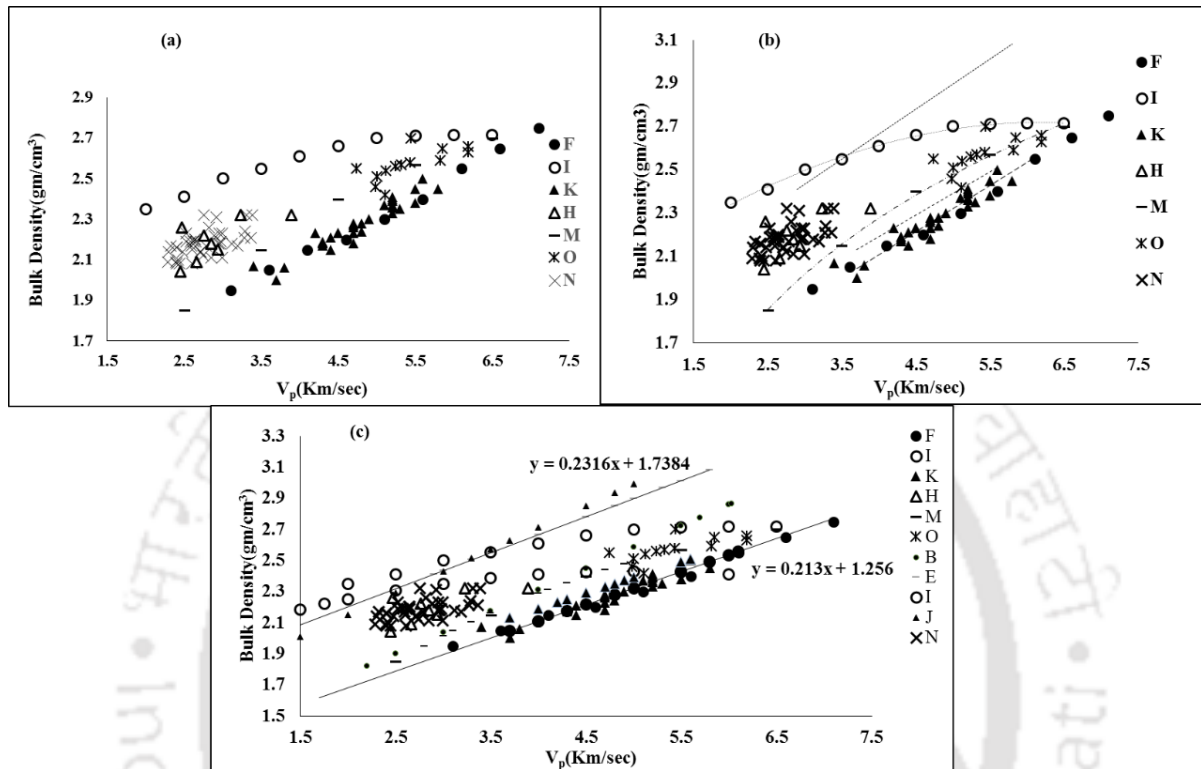 (a)
Bulk Density(gm/cm³)
3.1
2.7
2.3
2.1
1.9
1.7
1.5 2.5 3.5 4.5 5.5 6.5 7.5
Vp(Km/sec)
F
I
K
H
M
O
N
(b)
Bulk Density(gm/cm3)
3.1
2.9
2.7
2.5
2.3
2.1
1.9
1.7
1.5 2.5 3.5 4.5 5.5 6.5 7.5
Vp(Km/sec)
F
I
K
H
M
O
N
(c)
Bulk Density(gm/cm³)
3.3
3.1
2.9
2.7
2.5
2.3
2.1
1.9
1.7
1.5
1.5 2.5 3.5 4.5 5.5 6.5 7.5
Vp(Km/sec)
y = 0.2316x + 1.7384
y = 0.213x + 1.256
F
I
K
H
M
O
B
E
I
J
N